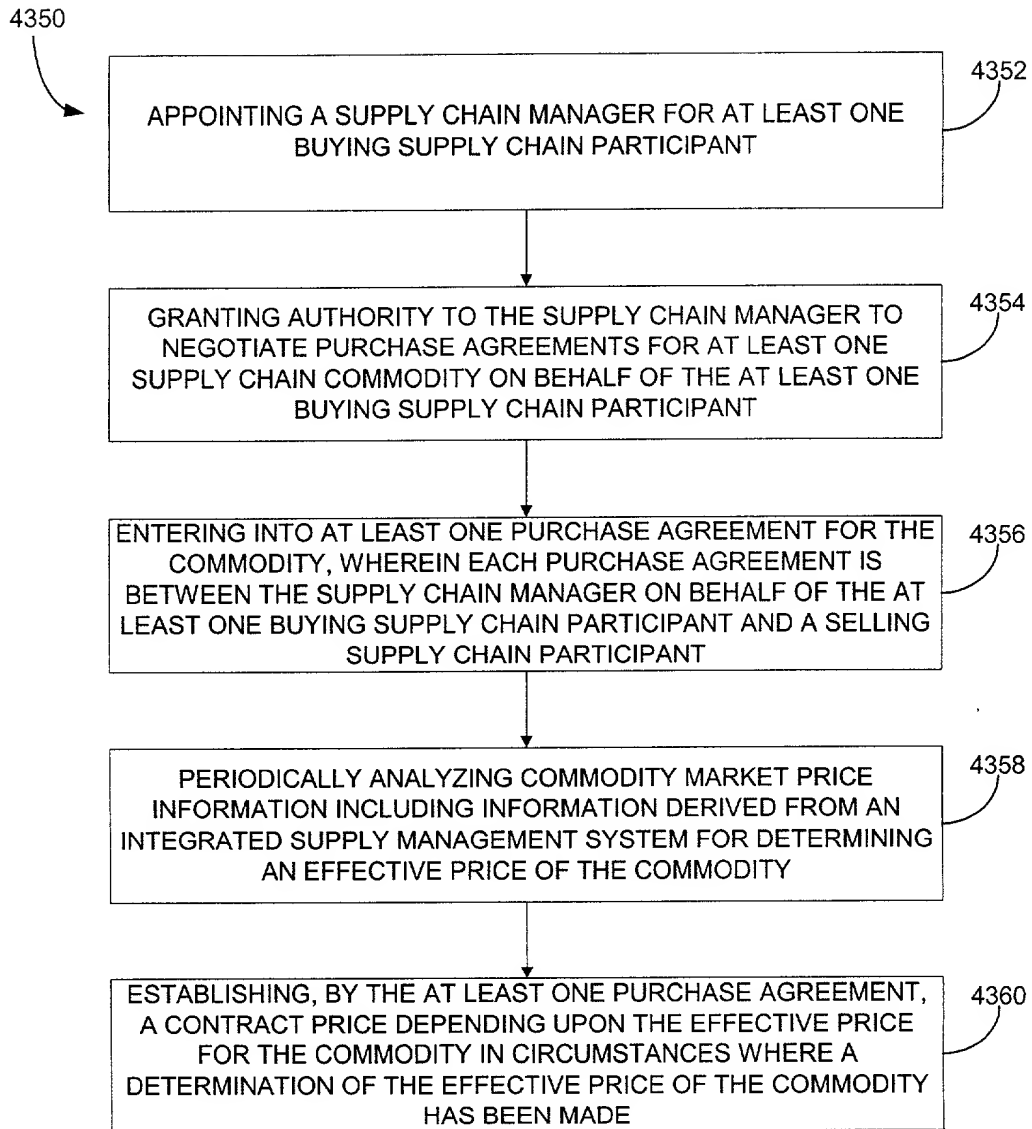 4350
4352
APPOINTING A SUPPLY CHAIN MANAGER FOR AT LEAST ONE
BUYING SUPPLY CHAIN PARTICIPANT
4354
GRANTING AUTHORITY TO THE SUPPLY CHAIN MANAGER TO
NEGOTIATE PURCHASE AGREEMENTS FOR AT LEAST ONE
SUPPLY CHAIN COMMODITY ON BEHALF OF THE AT LEAST ONE
BUYING SUPPLY CHAIN PARTICIPANT
4356
ENTERING INTO AT LEAST ONE PURCHASE AGREEMENT FOR THE
COMMODITY, WHEREIN EACH PURCHASE AGREEMENT IS
BETWEEN THE SUPPLY CHAIN MANAGER ON BEHALF OF THE AT
LEAST ONE BUYING SUPPLY CHAIN PARTICIPANT AND A SELLING
SUPPLY CHAIN PARTICIPANT
4358
PERIODICALLY ANALYZING COMMODITY MARKET PRICE
INFORMATION INCLUDING INFORMATION DERIVED FROM AN
INTEGRATED SUPPLY MANAGEMENT SYSTEM FOR DETERMINING
AN EFFECTIVE PRICE OF THE COMMODITY
4360
ESTABLISHING, BY THE AT LEAST ONE PURCHASE AGREEMENT,
A CONTRACT PRICE DEPENDING UPON THE EFFECTIVE PRICE
FOR THE COMMODITY IN CIRCUMSTANCES WHERE A
DETERMINATION OF THE EFFECTIVE PRICE OF THE COMMODITY
HAS BEEN MADE